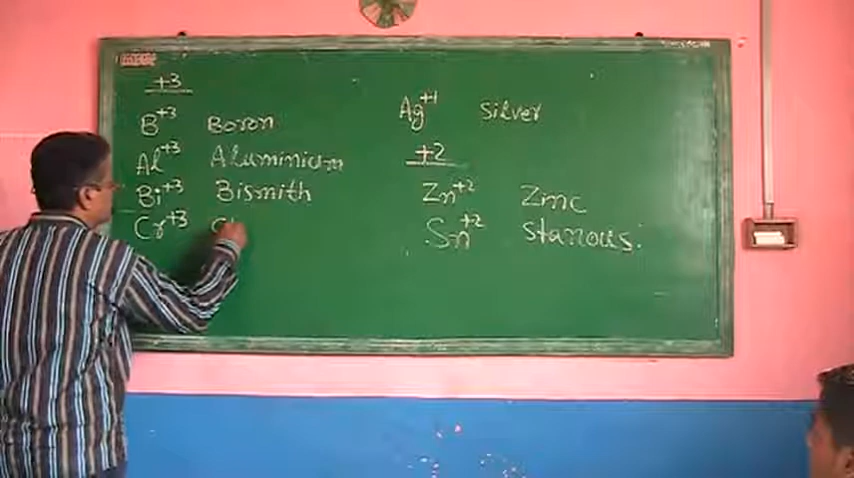 +3
B+3 Boron
Al+3 Aluminium
Bi+3 Bismith
Cr+3
Ag+1 Silver
+2
Zn+2 Zinc
Sn+2 Stanous.